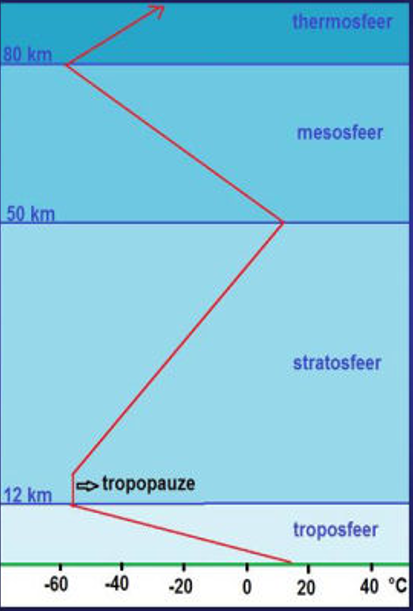 thermosfeer
80 km
mesosfeer
50 km
stratosfeer
tropopauze
12 km
troposfeer
-60 -40 -20 0 20 40 °C